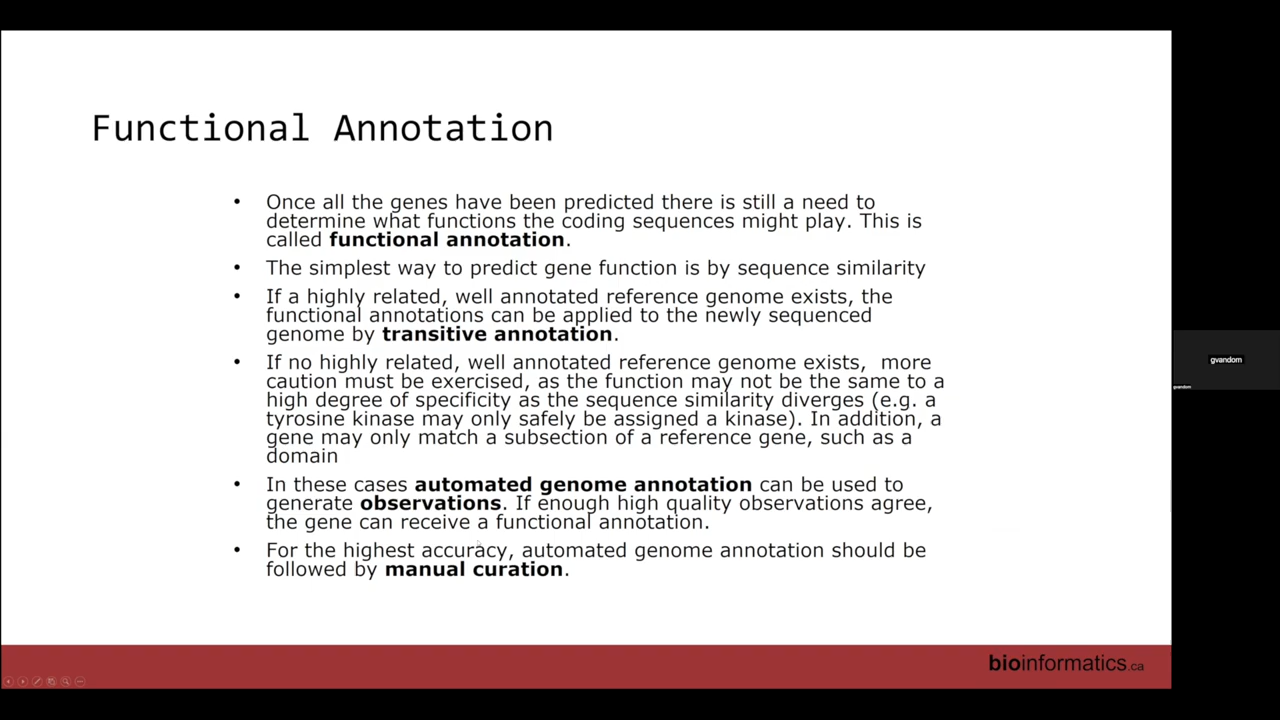 Functional Annotation
• Once all the genes have been predicted there is still a need to
determine what functions the coding sequences might play. This is
called functional annotation.
• The simplest way to predict gene function is by sequence similarity
• If a highly related, well annotated reference genome exists, the
functional annotations can be applied to the newly sequenced
genome by transitive annotation.
• If no highly related, well annotated reference genome exists,  more
caution must be exercised, as the function may not be the same to a
high degree of specificity as the sequence similarity diverges (e.g. a
tyrosine kinase may only safely be assigned a kinase). In addition, a
gene may only match a subsection of a reference gene, such as a
domain
• In these cases automated genome annotation can be used to
generate observations. If enough high quality observations agree,
the gene can receive a functional annotation.
• For the highest accuracy, automated genome annotation should be
followed by manual curation.
gvandom
gvandom
bioinformatics.ca